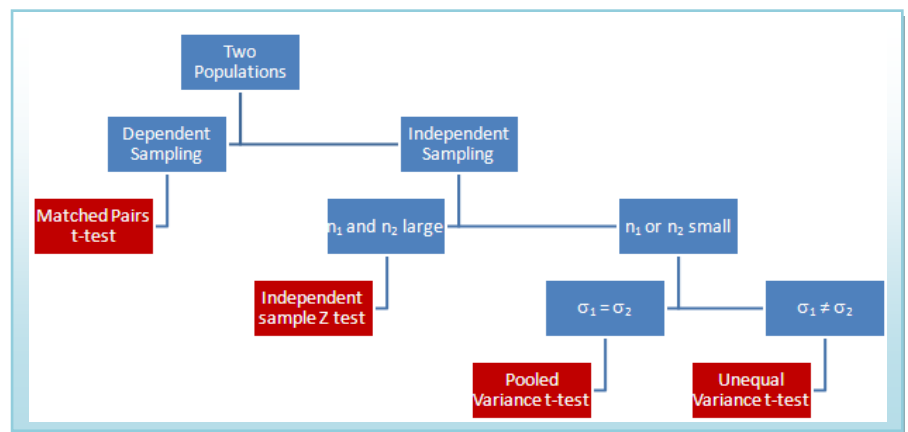 Two
Populations
Dependent
Sampling
Independent
Sampling
Matched Pairs
t-test
n₁ and n₂ large
n₁ or n₂ small
Independent
sample Z test
σ₁ = σ₂
σ₁ ≠ σ₂
Pooled
Variance t-test
Unequal
Variance t-test